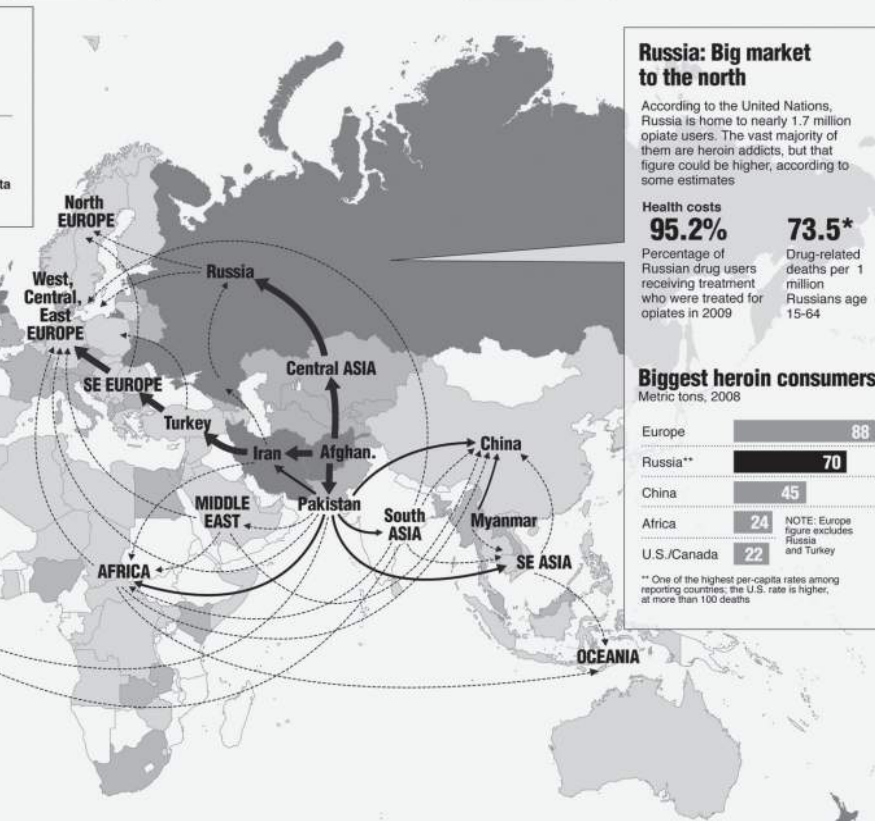 ta
North
EUROPE
West,
Central,
East
EUROPE
SE EUROPE
Turkey
Russia
Central ASIA
Iran
Afghan.
Pakistan
MIDDLE
EAST
AFRICA
South
ASIA
China
Myanmar
SE ASIA
OCEANIA
Russia: Big market
to the north
According to the United Nations,
Russia is home to nearly 1.7 million
opiate users. The vast majority of
them are heroin addicts, but that
figure could be higher, according to
some estimates
Health costs
95.2%
Percentage of
Russian drug users
receiving treatment
who were treated for
opiates in 2009
73.5*
Drug-related
deaths per 1
million
Russians age
15-64
Biggest heroin consumers
Metric tons, 2008
Europe 88
Russia** 70
China 45
Africa 24
U.S./Canada 22
NOTE: Europe
figure excludes
Russia
and Turkey
** One of the highest per-capita rates among
reporting countries; the U.S. rate is higher,
at more than 100 deaths